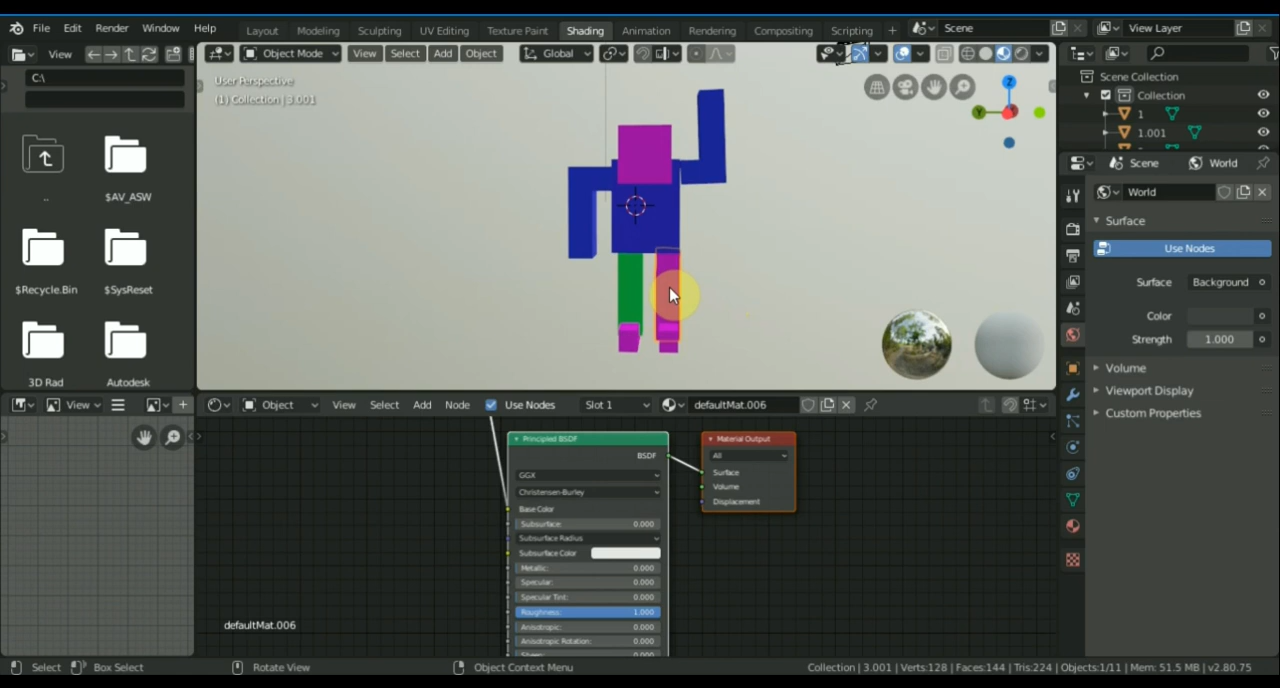 File Edit Render Window Help Layout Modeling Sculpting UV Editing Texture Paint Shading Animation Rendering Compositing Scripting + Scene View Layer
View Object Mode View Select Add Object Global
C:\
User Perspective
(1) Collection | 3.001
Z
Y
Scene Collection
Collection
1
1.001
Scene World
World
Surface
Use Nodes
Surface Background
Color
Strength 1.000
Volume
Viewport Display
Custom Properties
..
$AV_ASW
$Recycle.Bin
$SysReset
3D Rad
Autodesk
View Object View Select Add Node Use Nodes Slot 1 defaultMat.006
Principled BSDF
BSDF
GGX
Christensen-Burley
Base Color
Subsurface: 0.000
Subsurface Radius
Subsurface Color
Metallic: 0.000
Specular: 0.000
Specular Tint: 0.000
Roughness: 1.000
Anisotropic: 0.000
Anisotropic Rotation: 0.000
Material Output
All
Surface
Volume
Displacement
defaultMat.006
Select Box Select Rotate View Object Context Menu Collection | 3.001 | Verts:128 | Faces:144 | Tris:224 | Objects:1/11 | Mem: 51.5 MB | v2.80.75